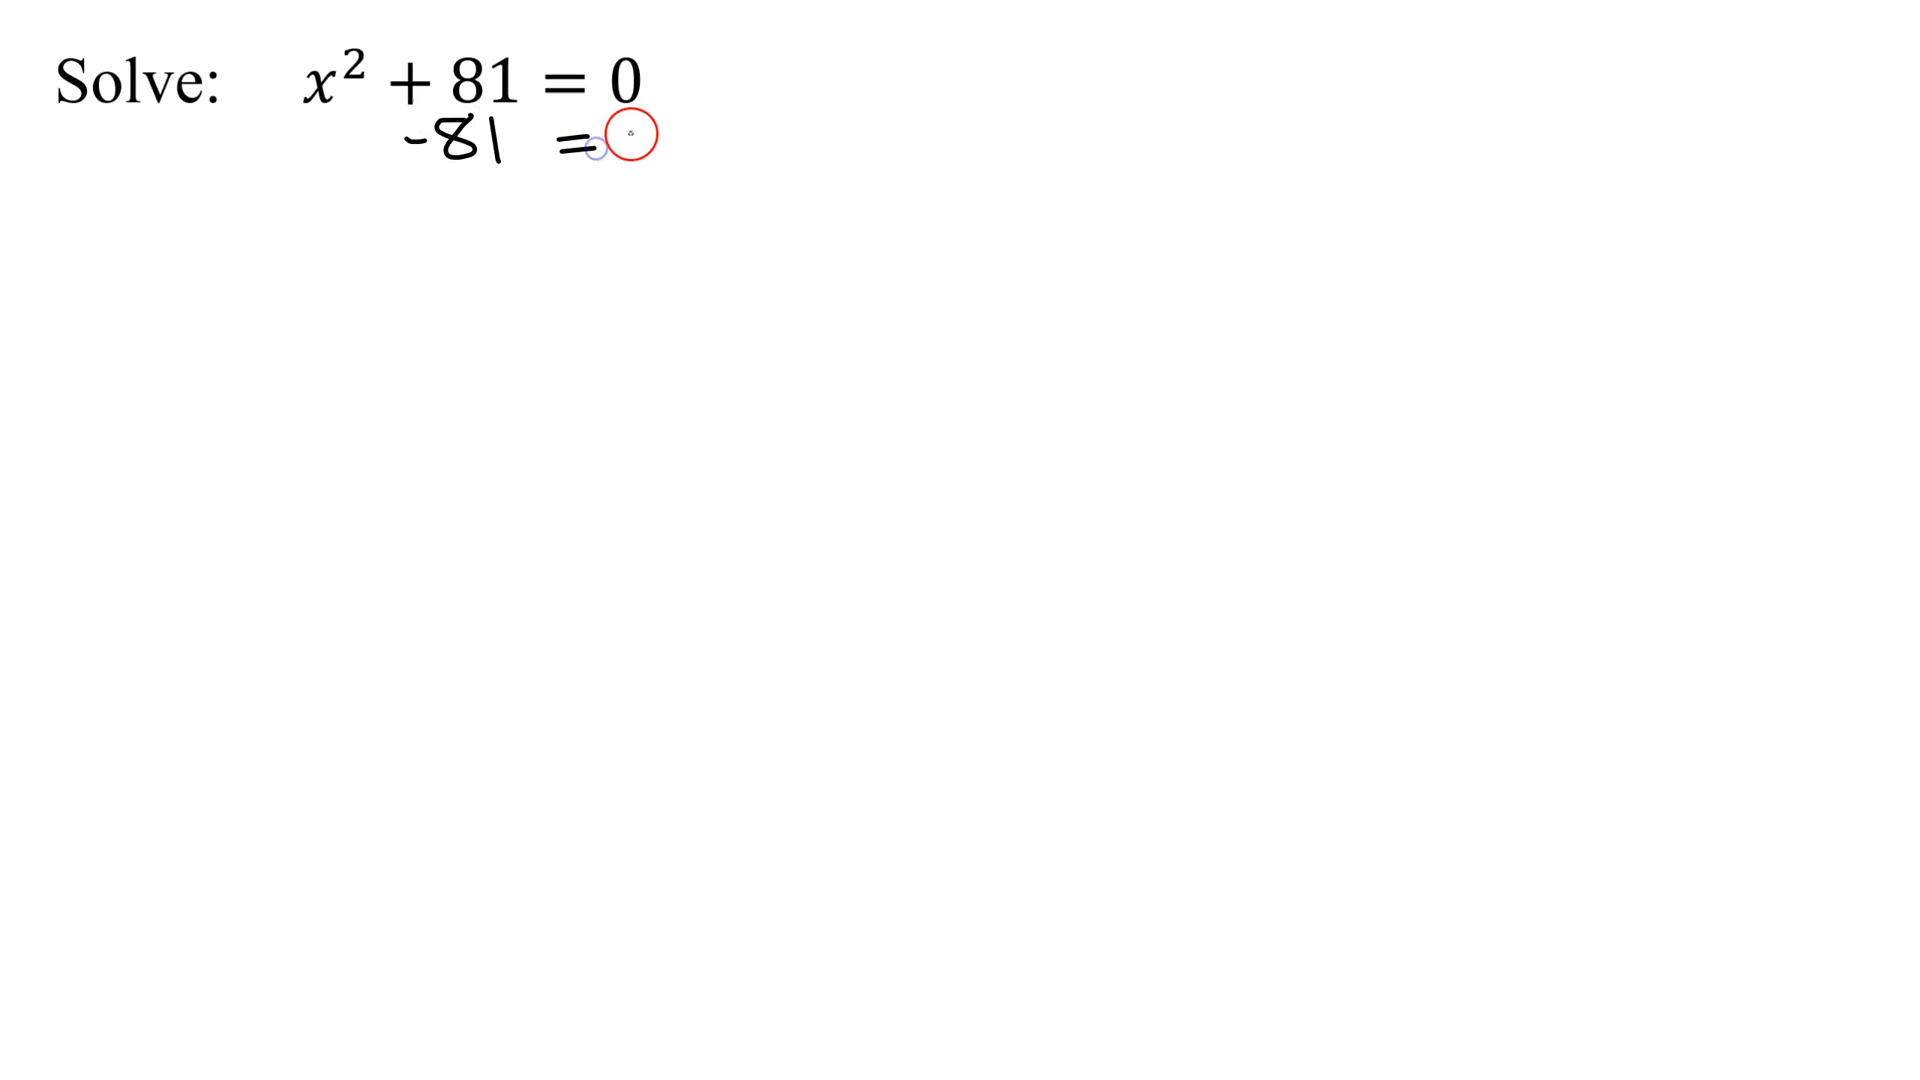 Solve: x² + 81 = 0
-81 =